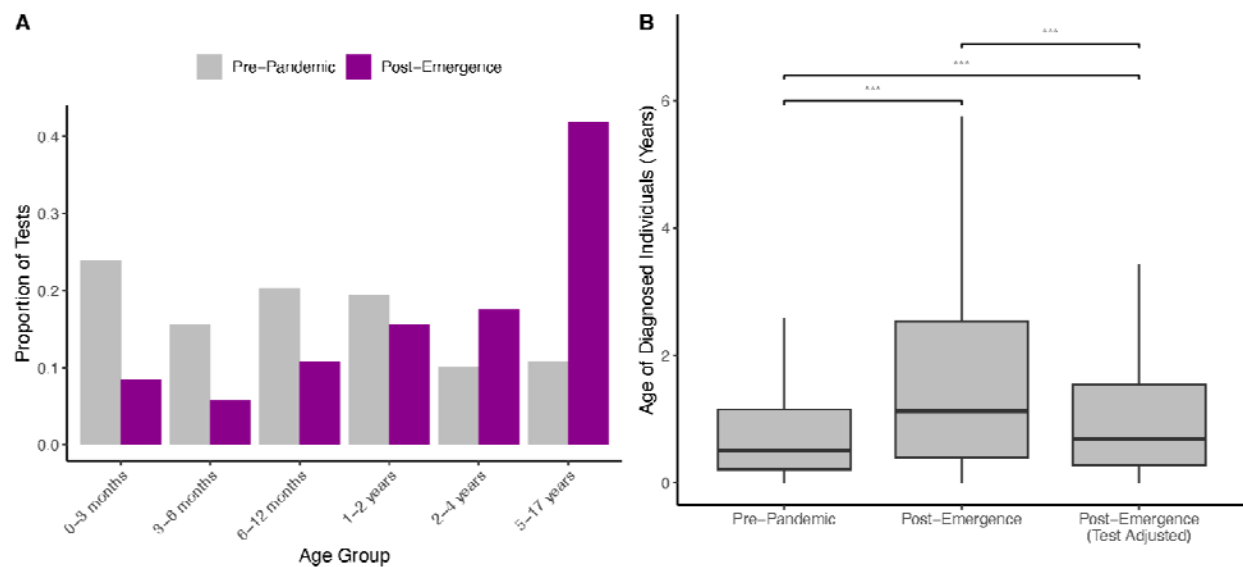 A
Pre-Pandemic
Post-Emergence
Proportion of Tests
0.4
0.3
0.2
0.1
0.0
0-3 months
3-6 months
6-12 months
1-2 years
2-4 years
5-17 years
Age Group
B
***
***
***
Age of Diagnosed Individuals (Years)
6
4
2
0
Pre-Pandemic
Post-Emergence
Post-Emergence
(Test Adjusted)